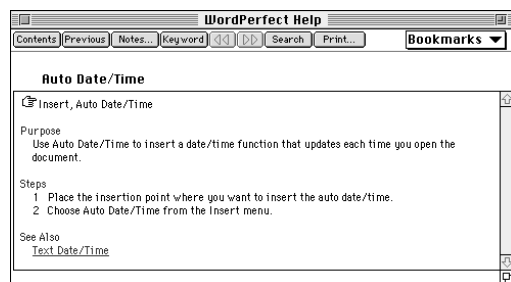 WordPerfect Help
Contents Previous Notes... Keyword Search Print... Bookmarks
Auto Date/Time
Insert, Auto Date/Time
Purpose
Use Auto Date/Time to insert a date/time function that updates each time you open the
document.
Steps
1 Place the insertion point where you want to insert the auto date/time.
2 Choose Auto Date/Time from the Insert menu.
See Also
Text Date/Time